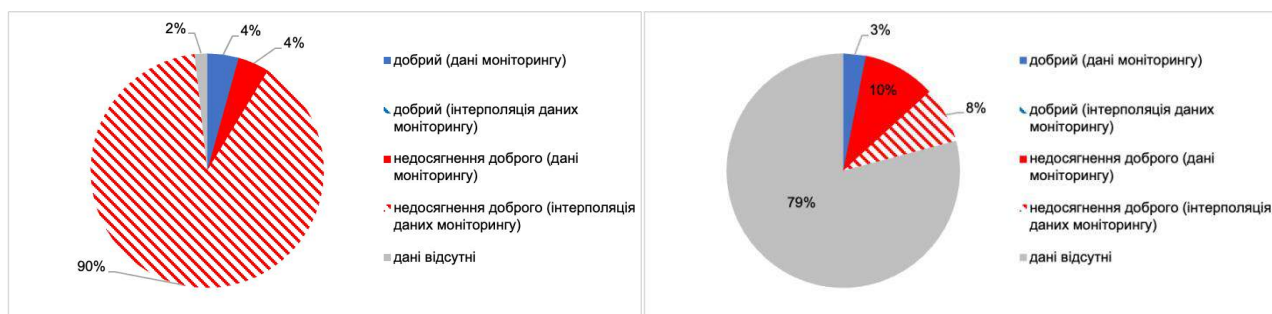 2%
4%
4%
90%
добрий (дані моніторингу)
добрий (інтерполяція даних
моніторингу)
недосягнення доброго (дані
моніторингу)
недосягнення доброго (інтерполяція
даних моніторингу)
дані відсутні
3%
10%
8%
79%
добрий (дані моніторингу)
добрий (інтерполяція даних
моніторингу)
недосягнення доброго (дані
моніторингу)
недосягнення доброго (інтерполяція
даних моніторингу)
дані відсутні